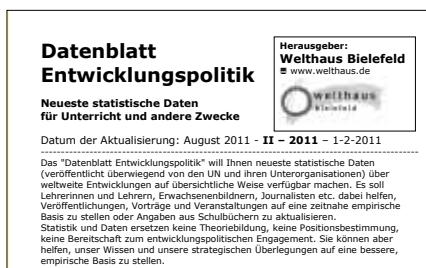 Datenblatt
Entwicklungspolitik
Neueste statistische Daten
für Unterricht und andere Zwecke
Herausgeber:
Welthaus Bielefeld
www.welthaus.de
welthaus
bielefeld
Datum der Aktualisierung: August 2011 - II – 2011 – 1-2-2011
Das "Datenblatt Entwicklungspolitik" will Ihnen neueste statistische Daten
(veröffentlicht überwiegend von den UN und ihren Unterorganisationen) über
weltweite Entwicklungen auf übersichtliche Weise verfügbar machen. Es soll
Lehrerinnen und Lehrern, Erwachsenenbildnern, Journalisten etc. dabei helfen,
Veröffentlichungen, Vorträge und Veranstaltungen auf eine zeitnahe empirische
Basis zu stellen oder Angaben aus Schulbüchern zu aktualisieren.
Statistik und Daten ersetzen keine Theoriebildung, keine Positionsbestimmung,
keine Bereitschaft zum entwicklungspolitischen Engagement. Sie können aber
helfen, unser Wissen und unsere strategischen Überlegungen auf eine bessere,
empirische Basis zu stellen.